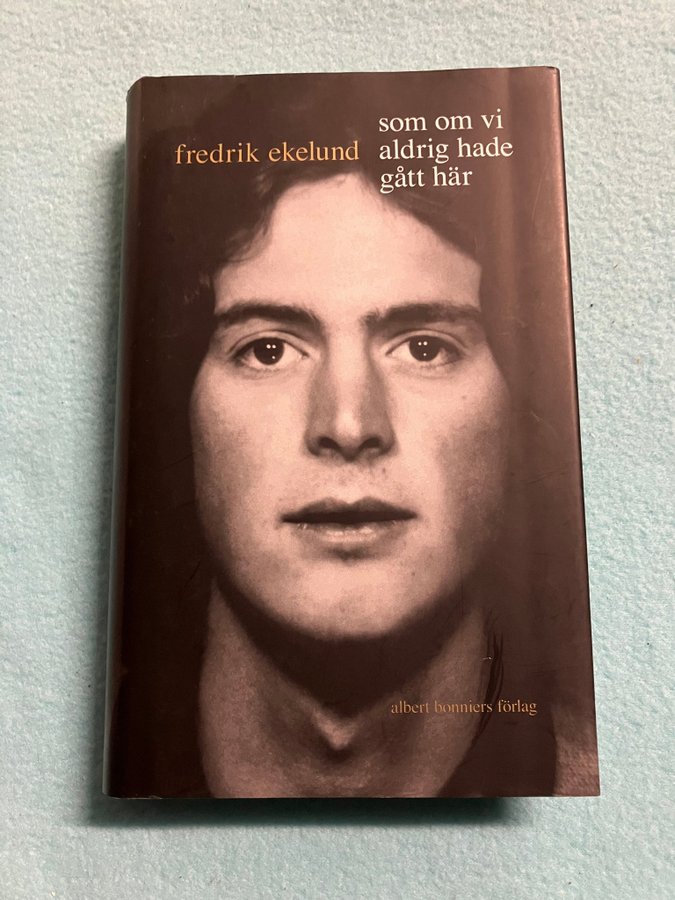 fredrik ekelund
som om vi
aldrig hade
gått här
albert bonniers förlag